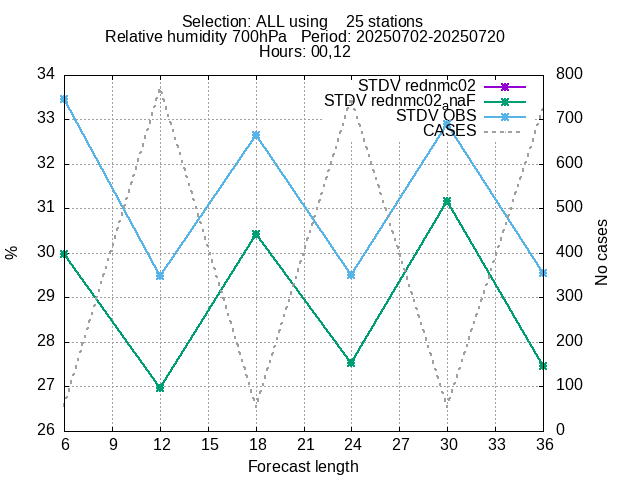 Selection: ALL using    25 stations
Relative humidity 700hPa   Period: 20250702-20250720
Hours: 00,12
STDV rednmc02
STDV rednmc02anaF
STDV OBS
CASES
34
33
32
31
30
29
28
27
26
%
800
700
600
500
400
300
200
100
0
No cases
6 9 12 15 18 21 24 27 30 33 36
Forecast length